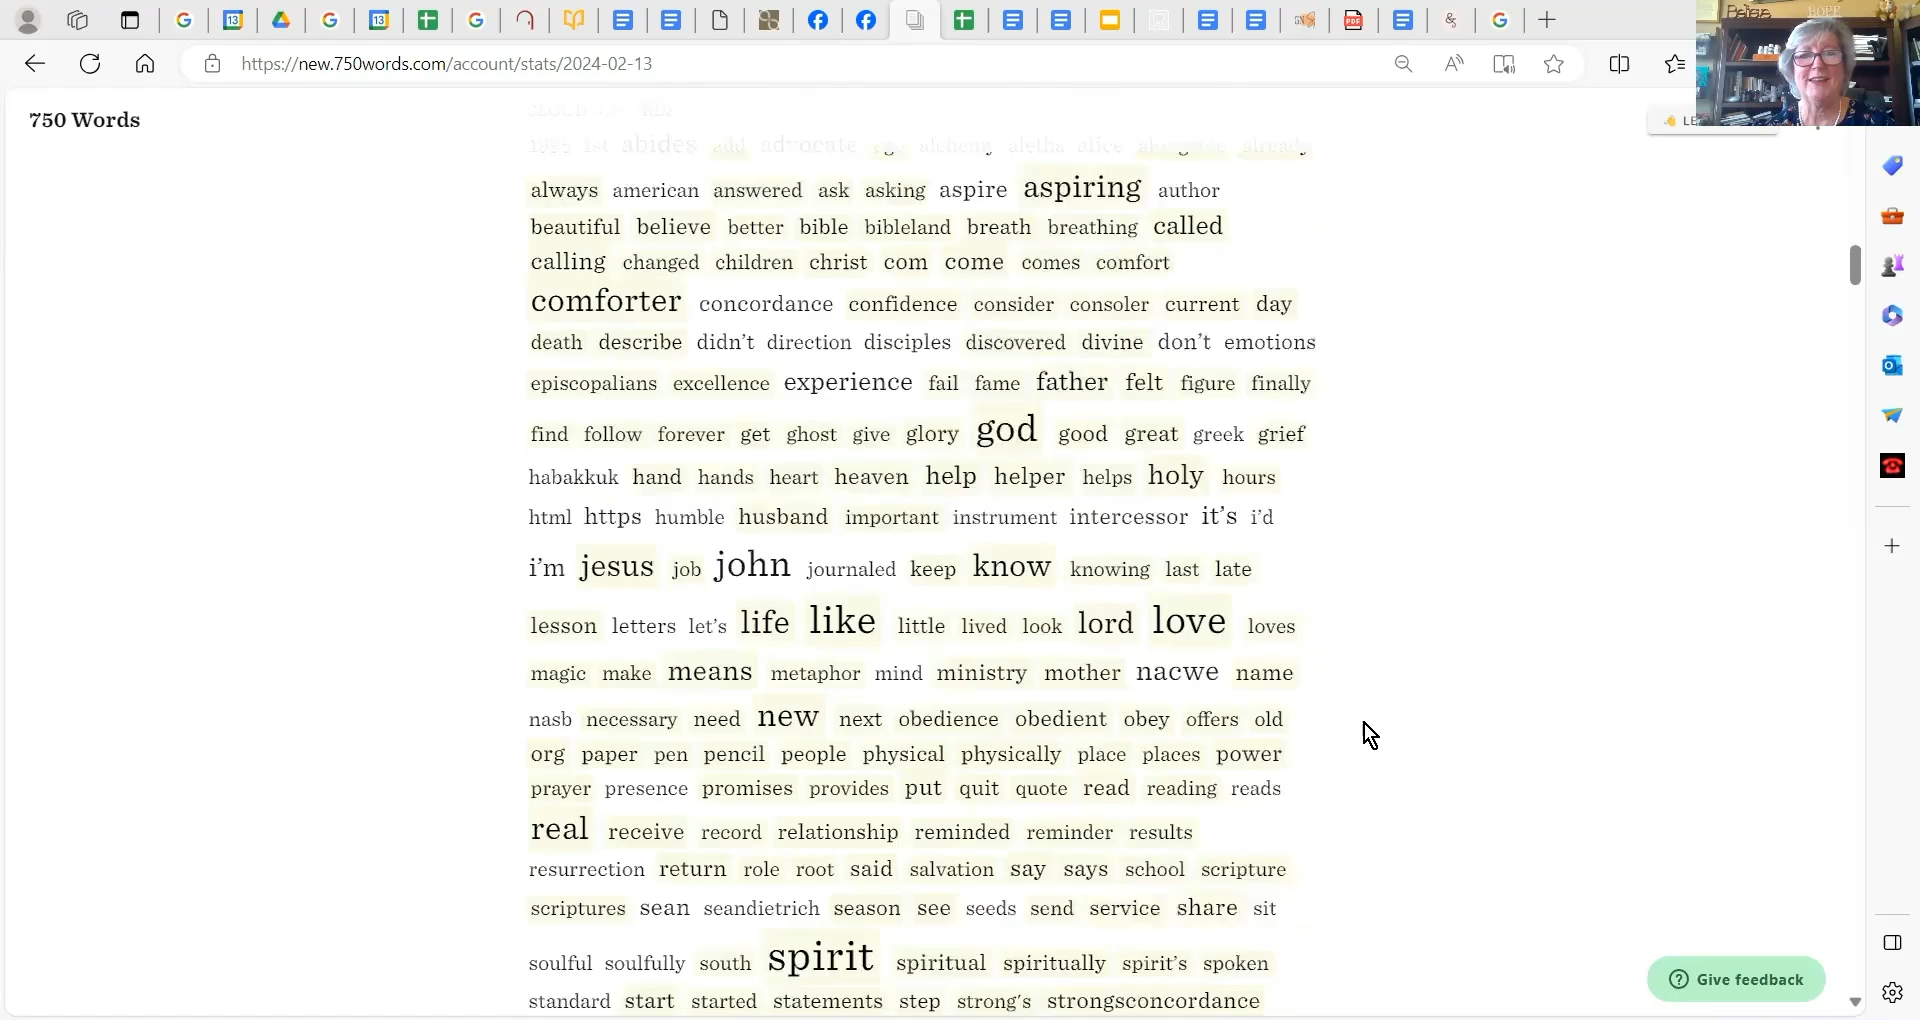 https://new.750words.com/account/stats/2024-02-13
750 Words
abides add advocate alchemy aletha alice already
always american answered ask asking aspire aspiring author
beautiful believe better bible bibleland breath breathing called
calling changed children christ com come comes comfort
comforter concordance confidence consider consoler current day
death describe didn't direction disciples discovered divine don't emotions
episcopalians excellence experience fail fame father felt figure finally
find follow forever get ghost give glory god good great greek grief
habakkuk hand hands heart heaven help helper helps holy hours
html https humble husband important instrument intercessor it's i'd
i'm jesus job john journaled keep know knowing last late
lesson letters let's life like little lived look lord love loves
magic make means metaphor mind ministry mother nacwe name
nasb necessary need new next obedience obedient obey offers old
org paper pen pencil people physical physically place places power
prayer presence promises provides put quit quote read reading reads
real receive record relationship reminded reminder results
resurrection return role root said salvation say says school scripture
scriptures sean seandietrich season see seeds send service share sit
soulful soulfully south spirit spiritual spiritually spirit's spoken
standard start started statements step strong's strongsconcordance
Give feedback